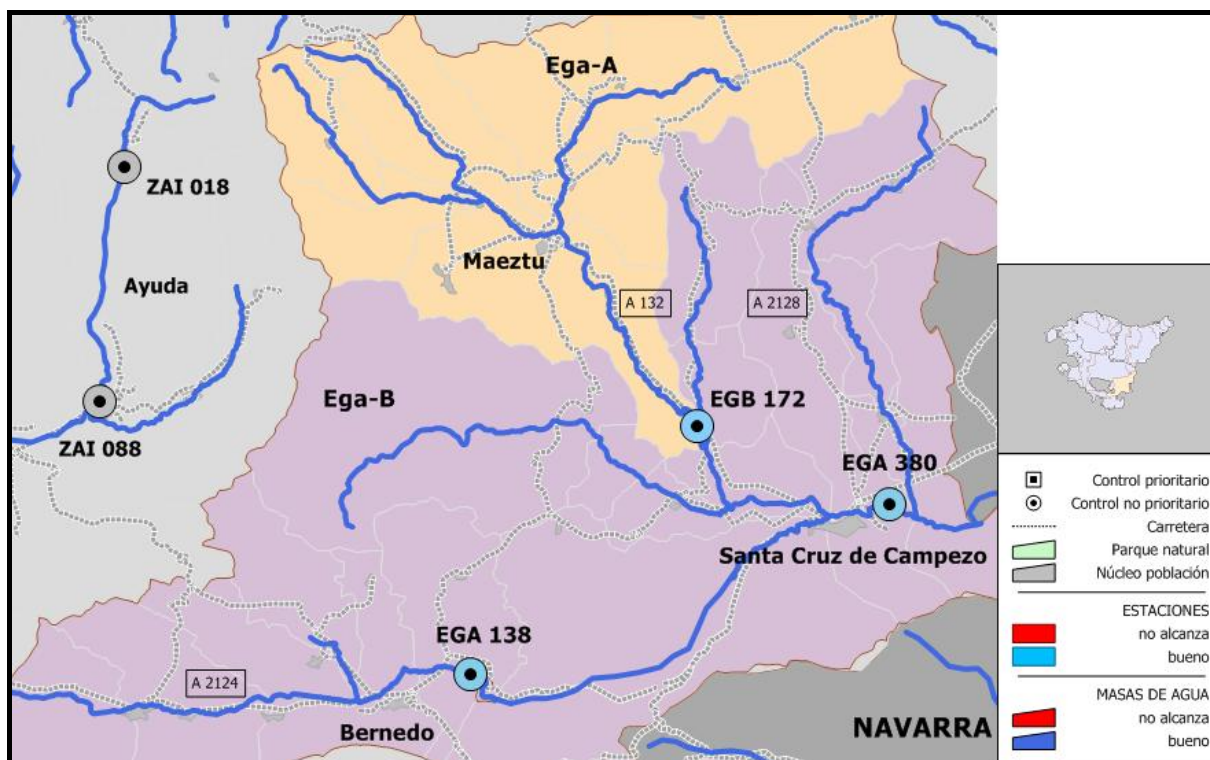 Ega-A
ZAI 018
Ayuda
Maeztu
A 132
A 2128
Ega-B
EGB 172
ZAI 088
EGA 380
Santa Cruz de Campezo
EGA 138
A 2124
Bernedo
NAVARRA
Control prioritario
Control no prioritario
Carretera
Parque natural
Núcleo población
ESTACIONES
no alcanza
bueno
MASAS DE AGUA
no alcanza
bueno